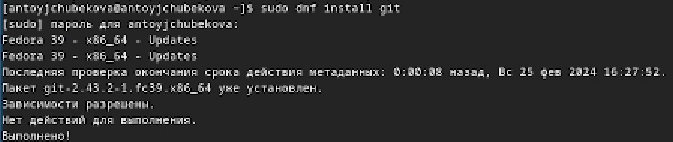 [antoyjchubekova@antoyjchubekova ~]$ sudo dnf install git
[sudo] пароль для antoyjchubekova:
Fedora 39 - x86_64 - Updates
Fedora 39 - x86_64 - Updates
Последняя проверка окончания срока действия метаданных: 0:00:08 назад, Вс 25 фев 2024 16:27:52.
Пакет git-2.43.2-1.fc39.x86_64 уже установлен.
Зависимости разрешены.
Нет действий для выполнения.
Выполнено!